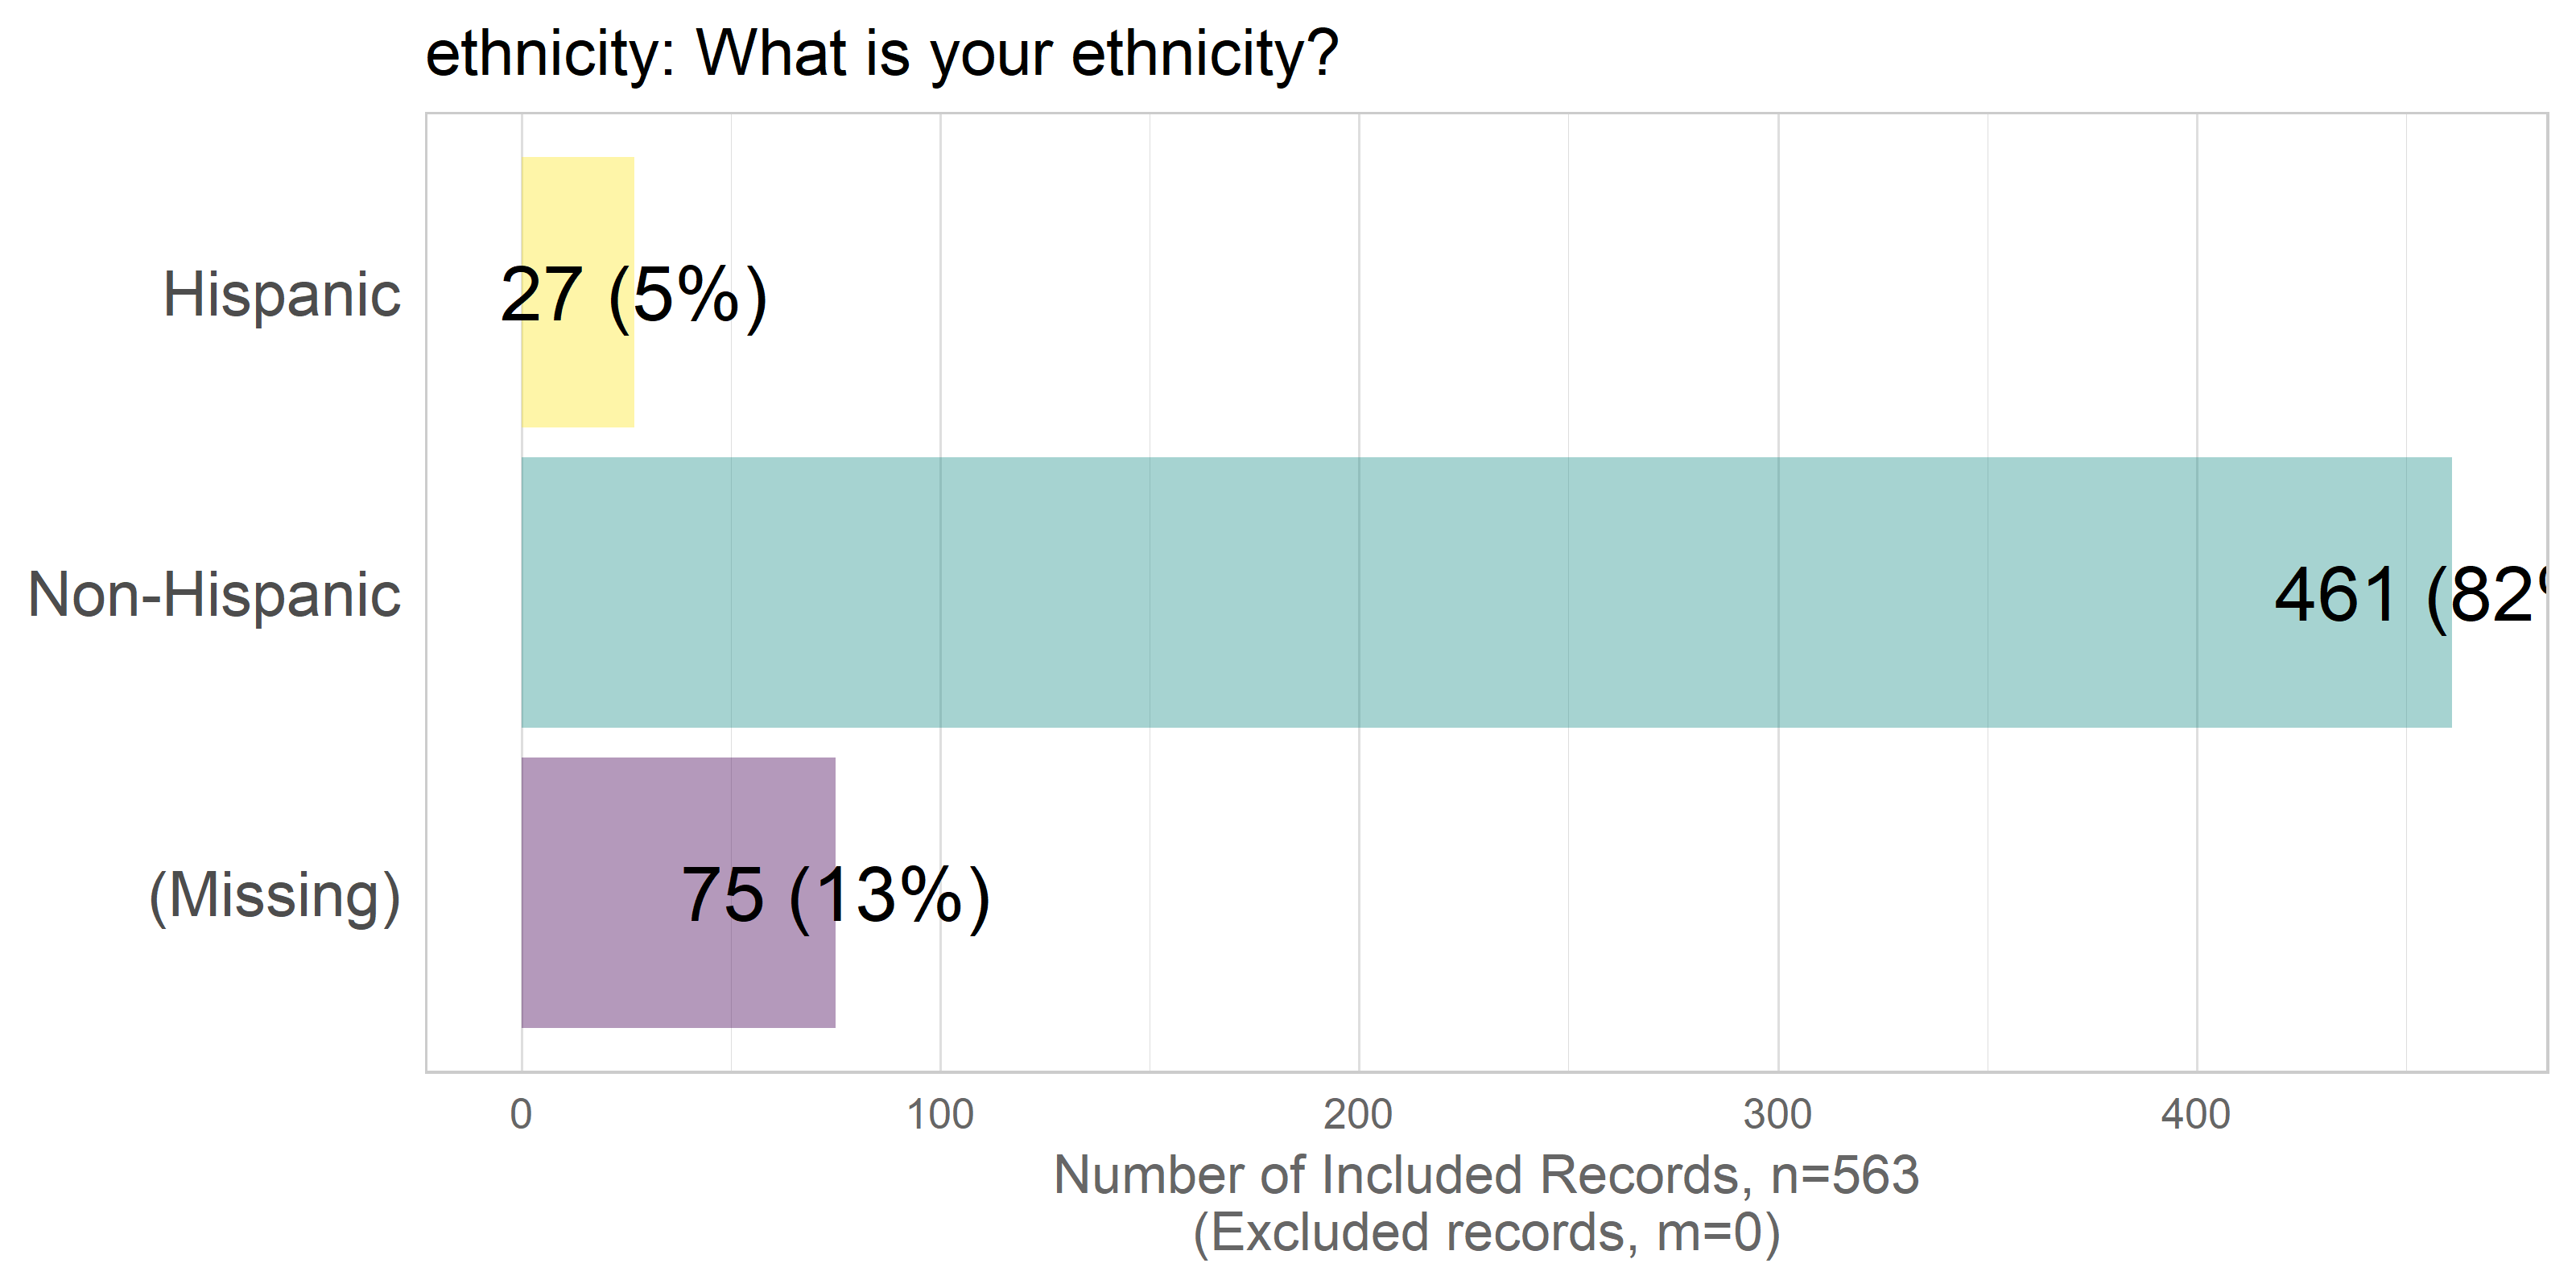 ethnicity: What is your ethnicity?
Hispanic
27 (5%)
Non-Hispanic
461 (82
(Missing)
75 (13%)
0 100 200 300 400
Number of Included Records, n=563
(Excluded records, m=0)